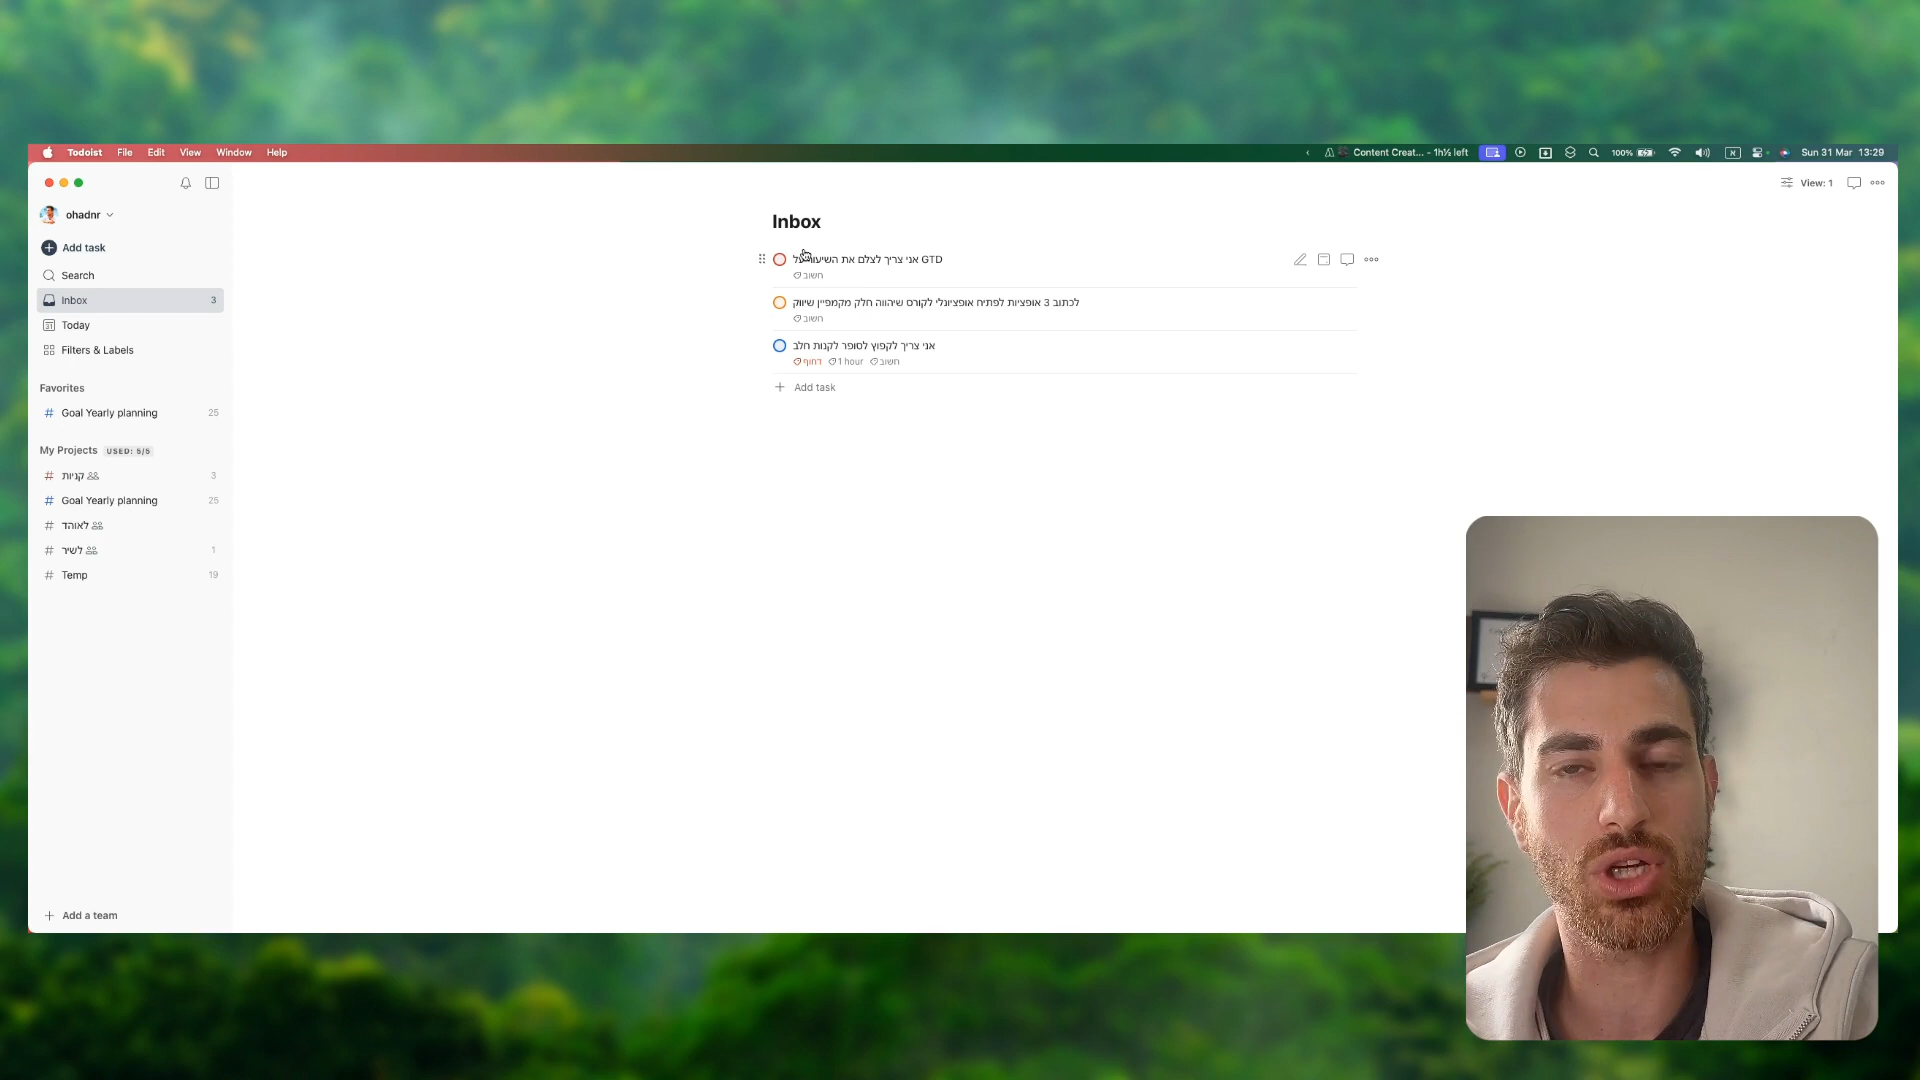 Todoist File Edit View Window Help
Content Creat... - 1h½ left 100% א Sun 31 Mar 13:29
View: 1
ohadnr
Add task
Search
Inbox 3
31 Today
Filters & Labels
Favorites
# Goal Yearly planning 25
My Projects USED: 5/5
# קניות 3
# Goal Yearly planning 25
# לאוהד
# לשיר 1
# Temp 19
Add a team
Inbox
אני צריך לצלם את השיעור על GTD
חשוב
לכתוב 3 אופציות לפתיח אופציונלי לקורס שיהווה חלק מקמפיין שיווק
חשוב
אני צריך לקפוץ לסופר לקנות חלב
דחוף 1 hour חשוב
Add task